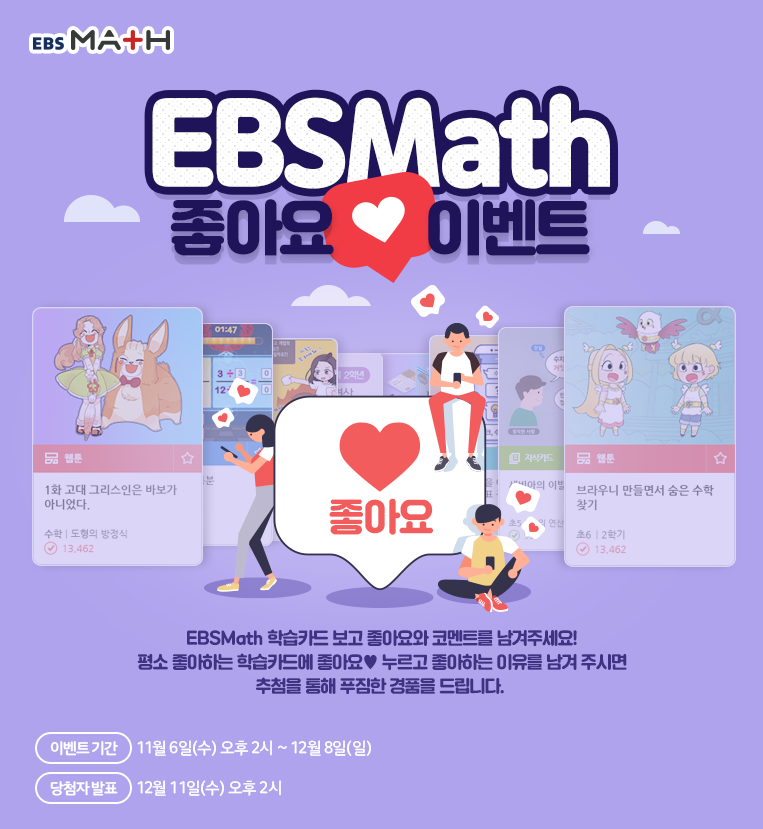 EBS MATH
EBSMath
좋아요 이벤트
01:47
웹툰
1화 고대 그리스인은 바보가
아니었다.
수학 | 도형의 방정식
13,462
좋아요
지식카드
웹툰
브라우니 만들면서 숨은 수학
찾기
초6 | 2학기
13,462
EBSMath 학습카드 보고 좋아요와 코멘트를 남겨주세요!
평소 좋아하는 학습카드에 좋아요♥ 누르고 좋아하는 이유를 남겨 주시면
추첨을 통해 푸짐한 경품을 드립니다.
이벤트 기간 11월 6일(수) 오후 2시 ~ 12월 8일(일)
당첨자 발표 12월 11일(수) 오후 2시